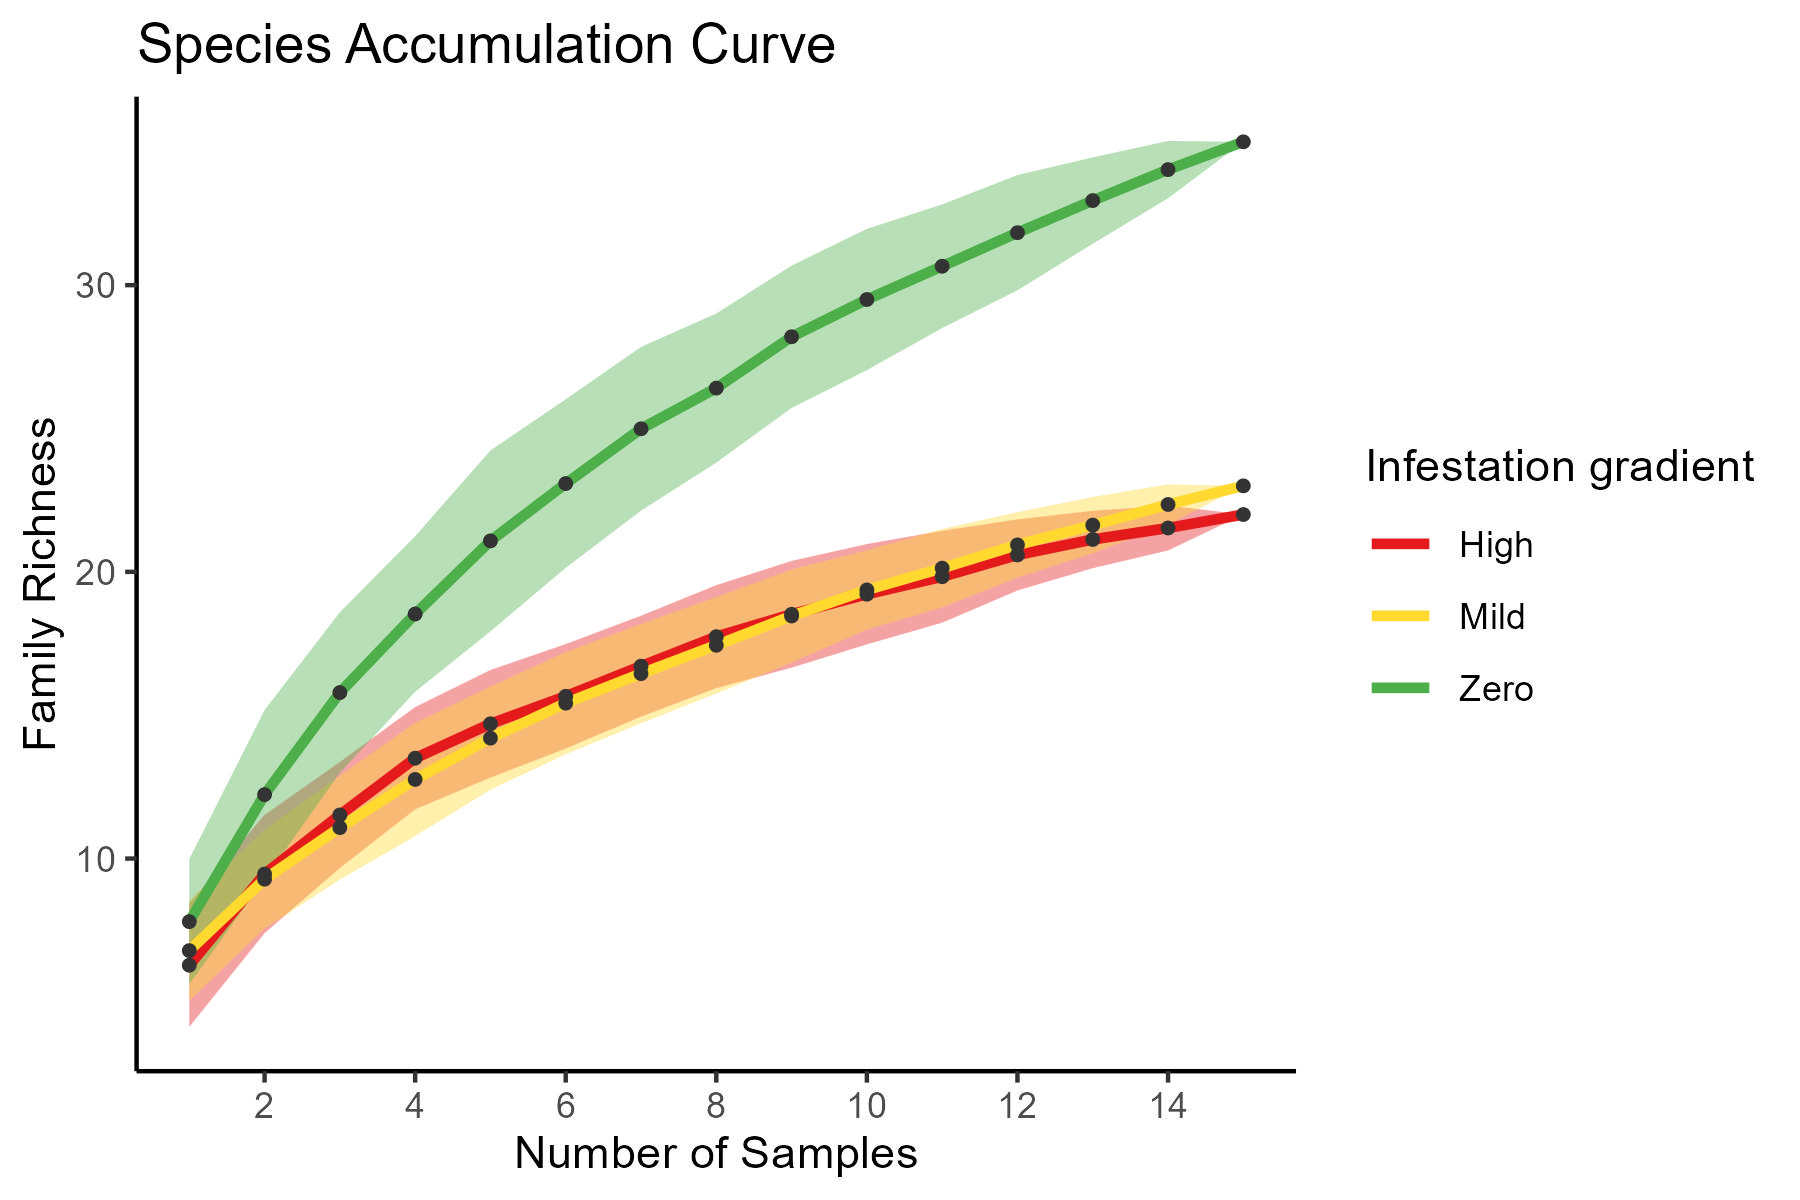 Species Accumulation Curve
Family Richness
30
20
10
2 4 6 8 10 12 14
Number of Samples
Infestation gradient
High
Mild
Zero